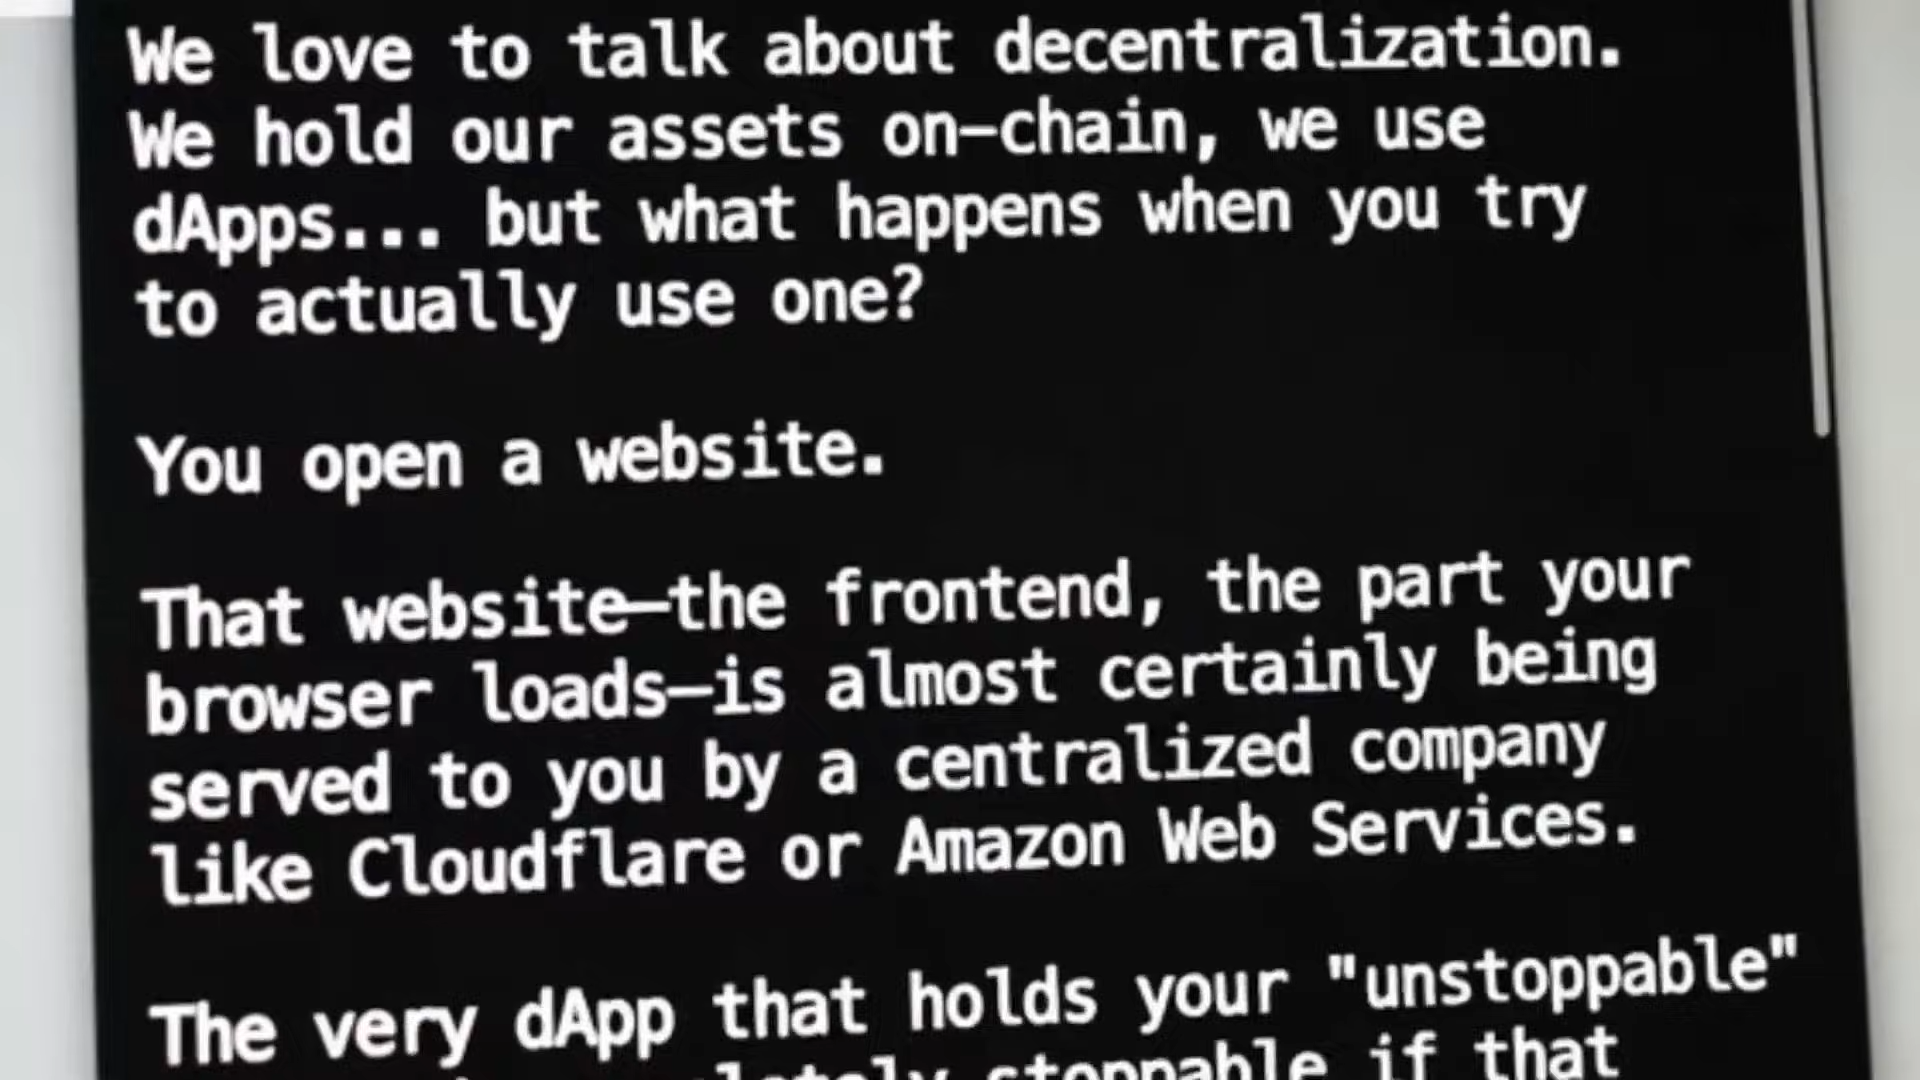 We love to talk about decentralization.
We hold our assets on-chain, we use
dApps... but what happens when you try
to actually use one?
You open a website.
That website—the frontend, the part your
browser loads—is almost certainly being
served to you by a centralized company
like Cloudflare or Amazon Web Services.
The very dApp that holds your "unstoppable"
stoppable if that